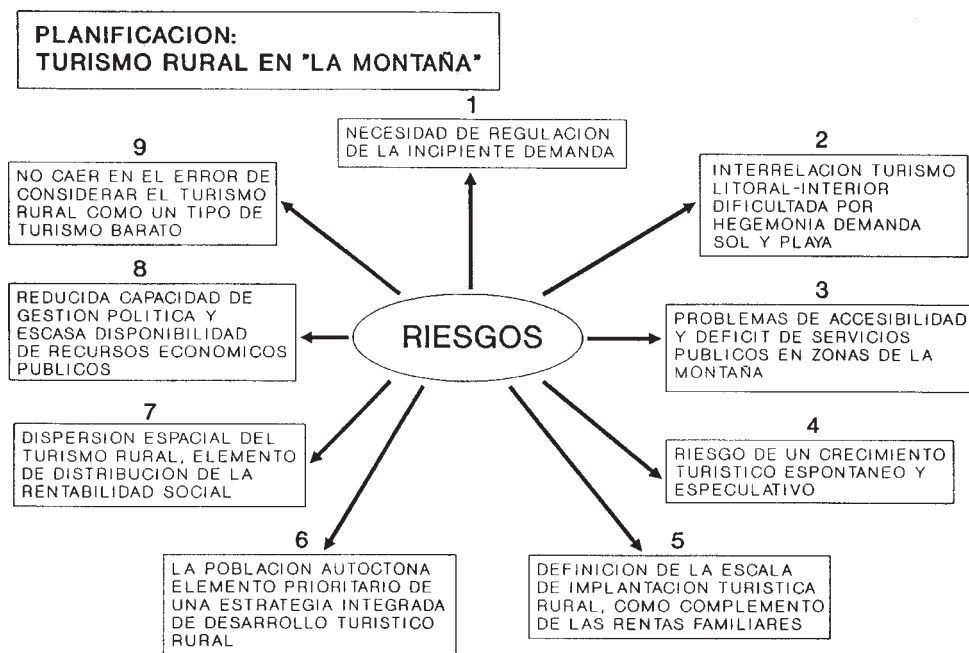 PLANIFICACION:
TURISMO RURAL EN "LA MONTAÑA"
1
NECESIDAD DE REGULACION
DE LA INCIPIENTE DEMANDA
2
INTERRELACION TURISMO
LITORAL-INTERIOR
DIFICULTADA POR
HEGEMONIA DEMANDA
SOL Y PLAYA
3
PROBLEMAS DE ACCESIBILIDAD
Y DEFICIT DE SERVICIOS
PUBLICOS EN ZONAS DE LA
MONTAÑA
4
RIESGO DE UN CRECIMIENTO
TURISTICO ESPONTANEO Y
ESPECULATIVO
5
DEFINICION DE LA ESCALA
DE IMPLANTACION TURISTICA
RURAL, COMO COMPLEMENTO
DE LAS RENTAS FAMILIARES
6
LA POBLACION AUTOCTONA
ELEMENTO PRIORITARIO DE
UNA ESTRATEGIA INTEGRADA
DE DESARROLLO TURISTICO
RURAL
7
DISPERSION ESPACIAL DEL
TURISMO RURAL, ELEMENTO
DE DISTRIBUCION DE LA
RENTABILIDAD SOCIAL
8
REDUCIDA CAPACIDAD DE
GESTION POLITICA Y
ESCASA DISPONIBILIDAD
DE RECURSOS ECONOMICOS
PUBLICOS
9
NO CAER EN EL ERROR DE
CONSIDERAR EL TURISMO
RURAL COMO UN TIPO DE
TURISMO BARATO
RIESGOS